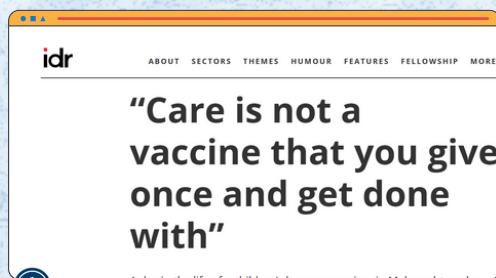 idr
ABOUT SECTORS THEMES HUMOUR FEATURES FELLOWSHIP MORE
“Care is not a
vaccine that you give
once and get done
with”